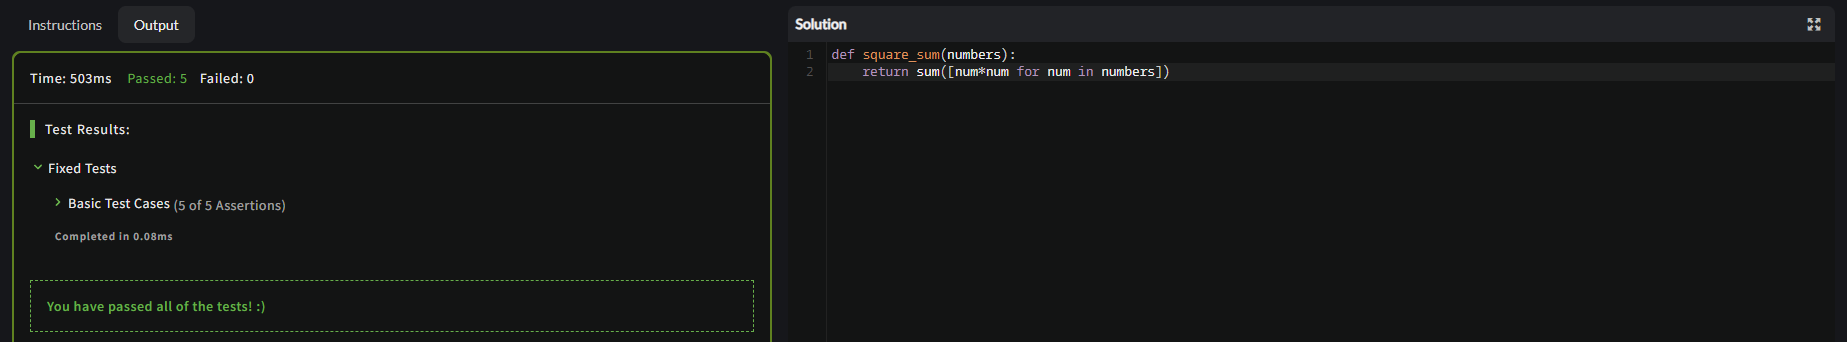 Instructions Output
Time: 503ms Passed: 5 Failed: 0
Test Results:
Fixed Tests
Basic Test Cases (5 of 5 Assertions)
Completed in 0.08ms
You have passed all of the tests! :)
Solution
1 def square_sum(numbers):
2     return sum([num*num for num in numbers])